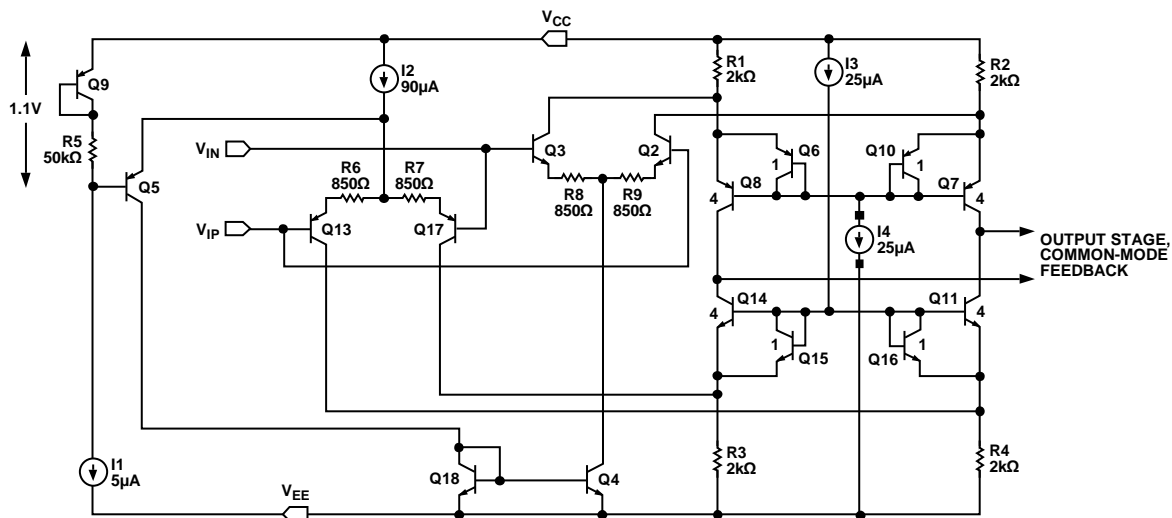 VCC
1.1V
Q9
R5
50kΩ
I2
90µA
R1
2kΩ
I3
25µA
R2
2kΩ
VIN
Q5
Q3
Q2
Q6
1
Q10
1
R6
850Ω
R7
850Ω
R8
850Ω
R9
850Ω
Q8
4
Q7
4
VIP
Q13
Q17
I4
25µA
OUTPUT STAGE,
COMMON-MODE
FEEDBACK
Q14
4
Q11
4
1
Q15
1
Q16
I1
5µA
Q18
Q4
R3
2kΩ
R4
2kΩ
VEE